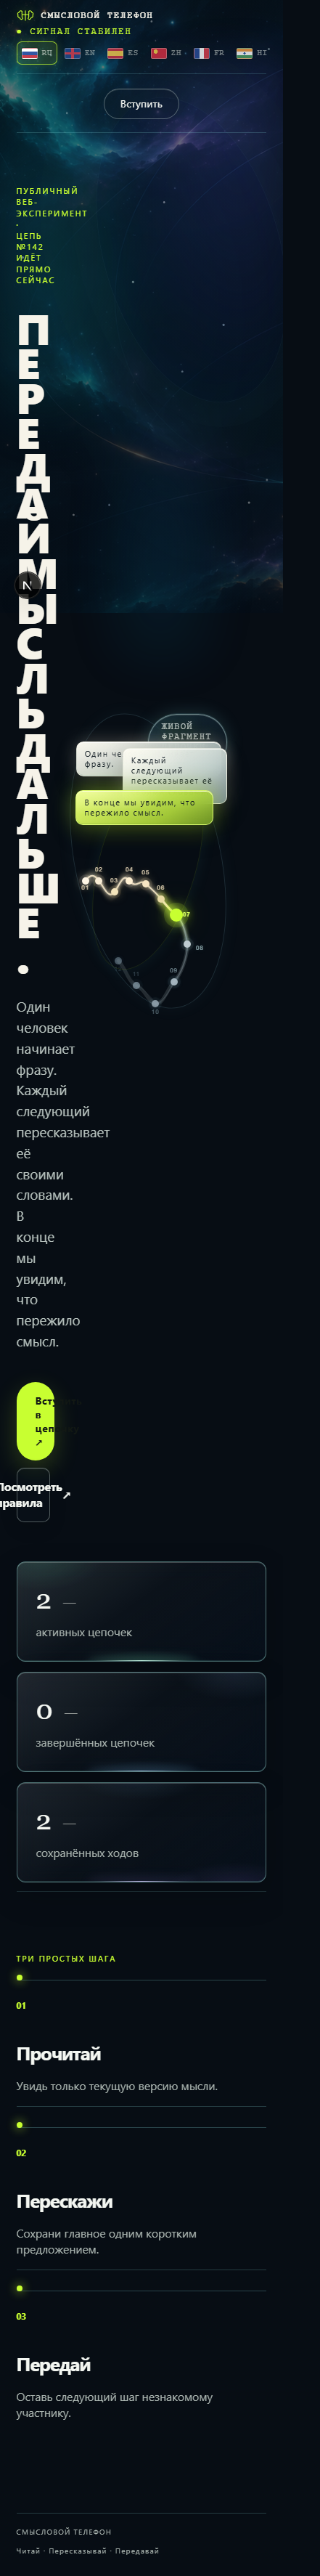 СМЫСЛОВОЙ ТЕЛЕФОН
СИГНАЛ СТАБИЛЕН
RU EN ES ZH FR HI
Вступить
ПУБЛИЧНЫЙ
ВЕБ-
ЭКСПЕРИМЕНТ
·
ЦЕПЬ
№142
ИДЁТ
ПРЯМО
СЕЙЧАС
П
Е
Р
Е
Д
А
Й
М
Ы
С
Л
Ь
Д
А
Л
Ь
Ш
Е
.
N
ЖИВОЙ
ФРАГМЕНТ
Один че
фразу.
Каждый
следующий
пересказывает её
В конце мы увидим, что
пережило смысл.
01
02
03
04
05
06
07
08
09
10
11
Один
человек
начинает
фразу.
Каждый
следующий
пересказывает
её
своими
словами.
В
конце
мы
увидим,
что
пережило
смысл.
Вступить
в
цеп
↗
Посмотреть
правила
↗
2 —
активных цепочек
0 —
завершённых цепочек
2 —
сохранённых ходов
ТРИ ПРОСТЫХ ШАГА
01
Прочитай
Увидь только текущую версию мысли.
02
Перескажи
Сохрани главное одним коротким
предложением.
03
Передай
Оставь следующий шаг незнакомому
участнику.
СМЫСЛОВОЙ ТЕЛЕФОН
Читай · Пересказывай · Передавай